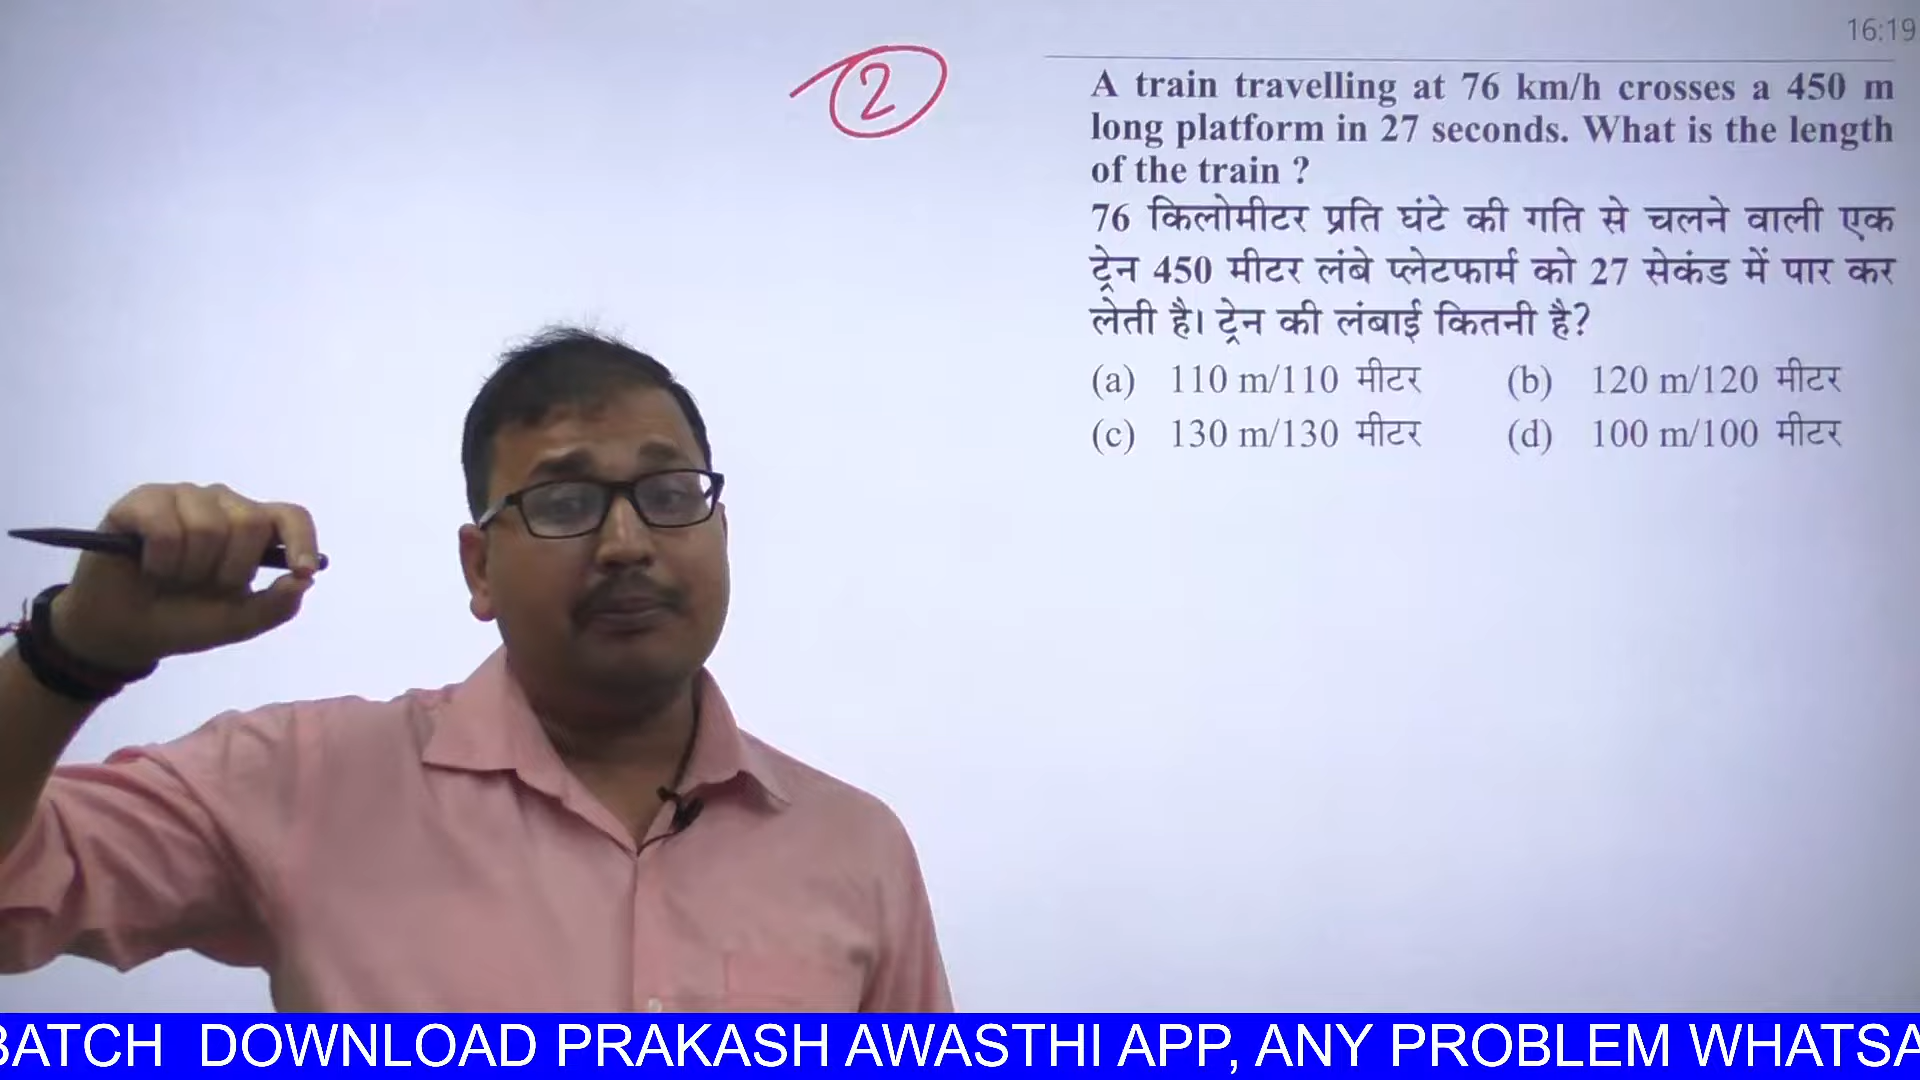 16:19
2
A train travelling at 76 km/h crosses a 450 m
long platform in 27 seconds. What is the length
of the train ?
76 किलोमीटर प्रति घंटे की गति से चलने वाली एक
ट्रेन 450 मीटर लंबे प्लेटफार्म को 27 सेकंड में पार कर
लेती है। ट्रेन की लंबाई कितनी है?
(a) 110 m/110 मीटर (b) 120 m/120 मीटर
(c) 130 m/130 मीटर (d) 100 m/100 मीटर
BATCH DOWNLOAD PRAKASH AWASTHI APP, ANY PROBLEM WHATSA